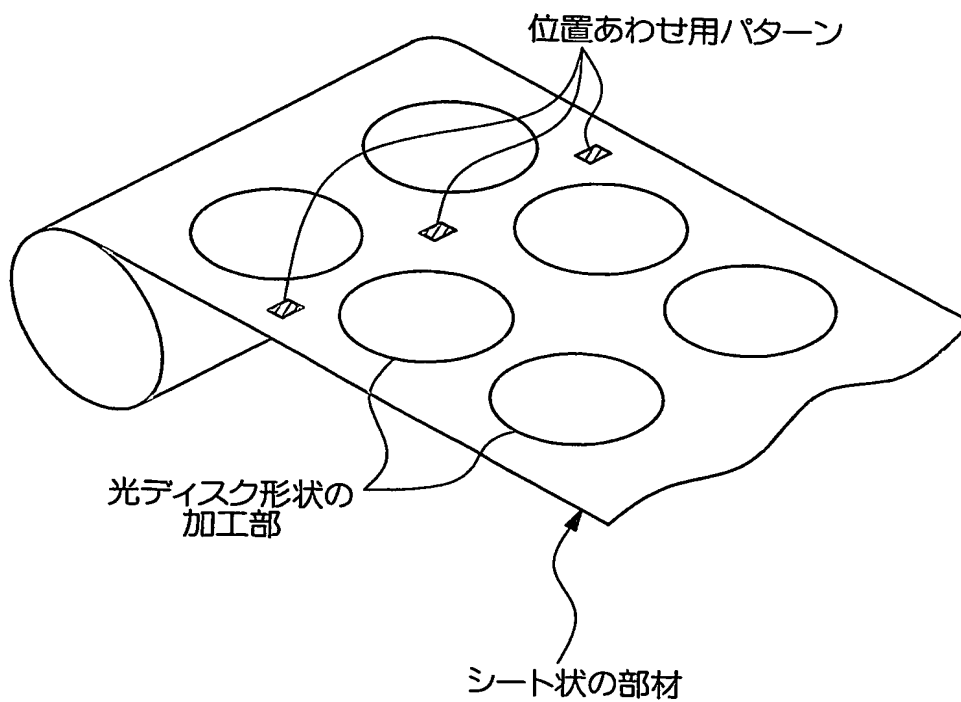 位置あわせ用パターン
光ディスク形状の
加工部
シート状の部材